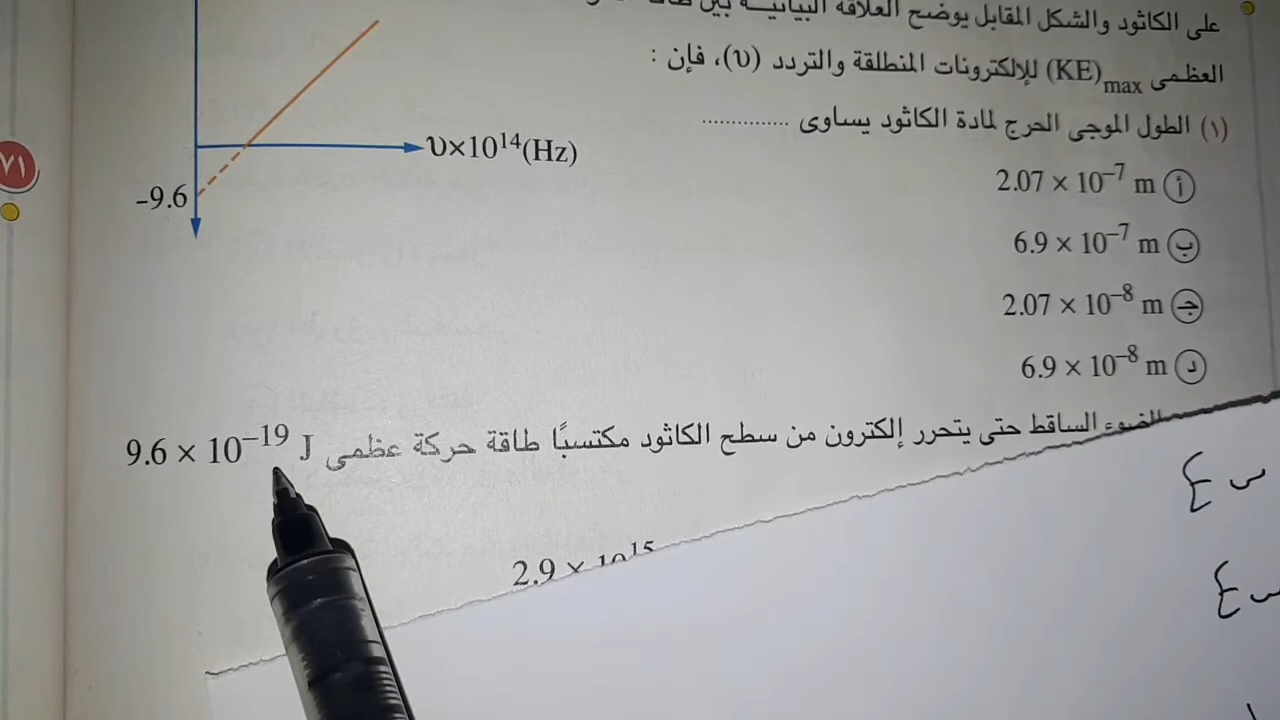 على الكاثود والشكل المقابل يوضح العلاقة البيانية بين
العظمى (KE)max للإلكترونات المنطلقة والتردد (υ)، فإن :
(١) الطول الموجى الحرج لمادة الكاثود يساوى ...............
أ 2.07 × 10⁻⁷ m
ب 6.9 × 10⁻⁷ m
جـ 2.07 × 10⁻⁸ m
د 6.9 × 10⁻⁸ m
υ×10¹⁴(Hz)
–9.6
٧١
الضوء الساقط حتى يتحرر إلكترون من سطح الكاثود مكتسبًا طاقة حركة عظمى 9.6 × 10⁻¹⁹ J
2.9 × 10¹⁵